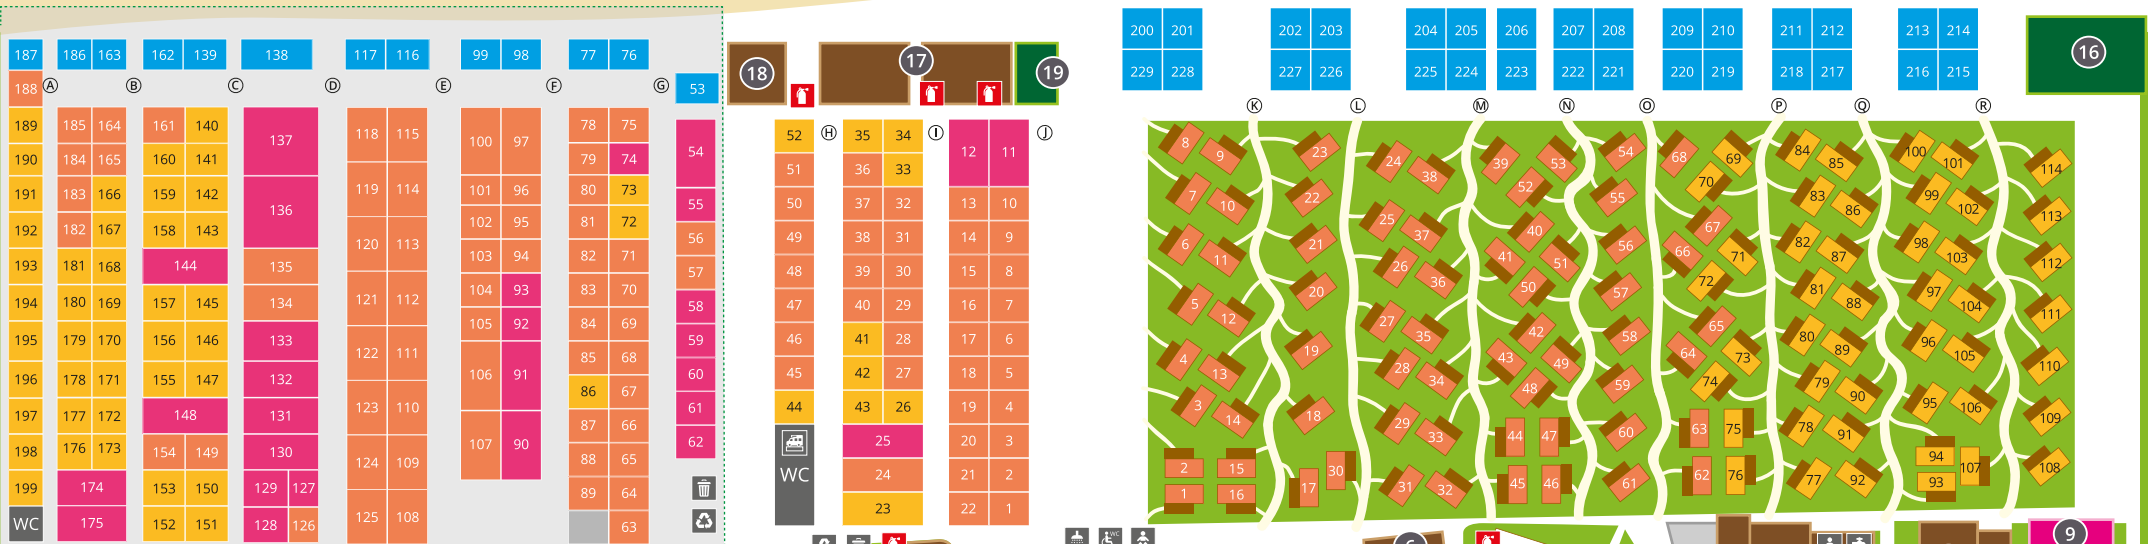 200 201 202 203 204 205 206 207 208 209 210 211 212 213 214
229 228 227 226 225 224 223 222 221 220 219 218 217 216 215
187 186 163 162 139 138 117 116 99 98 77 76
18 17 19 16
188 A B C D E F G 53
K L M N O P Q R
189 185 164 161 140 137 118 115 100 97 78 75
190 184 165 160 141 79 74
191 183 166 159 142 136 119 114 101 96 80 73
192 182 167 158 143 120 113 102 95 81 72
193 181 168 144 135 103 94 82 71
194 180 169 157 145 134 121 112 104 93 83 70
195 179 170 156 146 133 122 111 105 92 84 69
196 178 171 155 147 132 106 91 85 68
197 177 172 148 131 123 110 86 67
198 176 173 154 149 130 124 109 107 90 87 66
199 174 153 150 129 127 88 65
WC 175 152 151 128 126 125 108 89 64
63
54
55
56
57
58
59
60
61
62
52 H 35 34 I 12 11 J
51 36 33
50 37 32 13 10
49 38 31 14 9
48 39 30 15 8
47 40 29 16 7
46 41 28 17 6
45 42 27 18 5
44 43 26 19 4
25 20 3
WC 24 21 2
23 22 1
8 9 23 24 38 39 53 54 68 69 84 85 100 101 114
7 10 22 25 37 52 40 55 70 67 83 86 99 102 113
6 11 21 26 36 41 51 56 66 71 82 87 98 103 112
5 12 20 27 35 50 42 57 72 65 81 88 97 104 111
4 13 19 28 34 43 49 58 64 73 80 89 96 105 110
3 14 18 29 33 48 59 74 79 90 95 106 109
44 47 60 63 75 78 91
2 15 17 30 31 32 45 46 61 62 76 77 92 94 107 108
1 16 93
WC
6 9